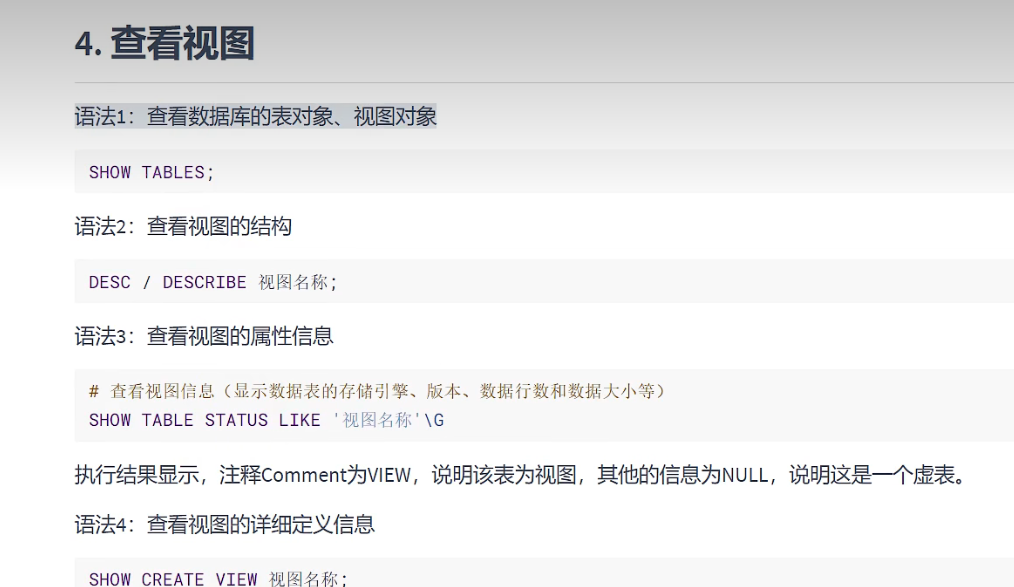 4. 查看视图
语法1：查看数据库的表对象、视图对象
SHOW TABLES;
语法2：查看视图的结构
DESC / DESCRIBE 视图名称;
语法3：查看视图的属性信息
# 查看视图信息（显示数据表的存储引擎、版本、数据行数和数据大小等）
SHOW TABLE STATUS LIKE '视图名称'\G
执行结果显示，注释Comment为VIEW，说明该表为视图，其他的信息为NULL，说明这是一个虚表。
语法4：查看视图的详细定义信息
SHOW CREATE VIEW 视图名称;